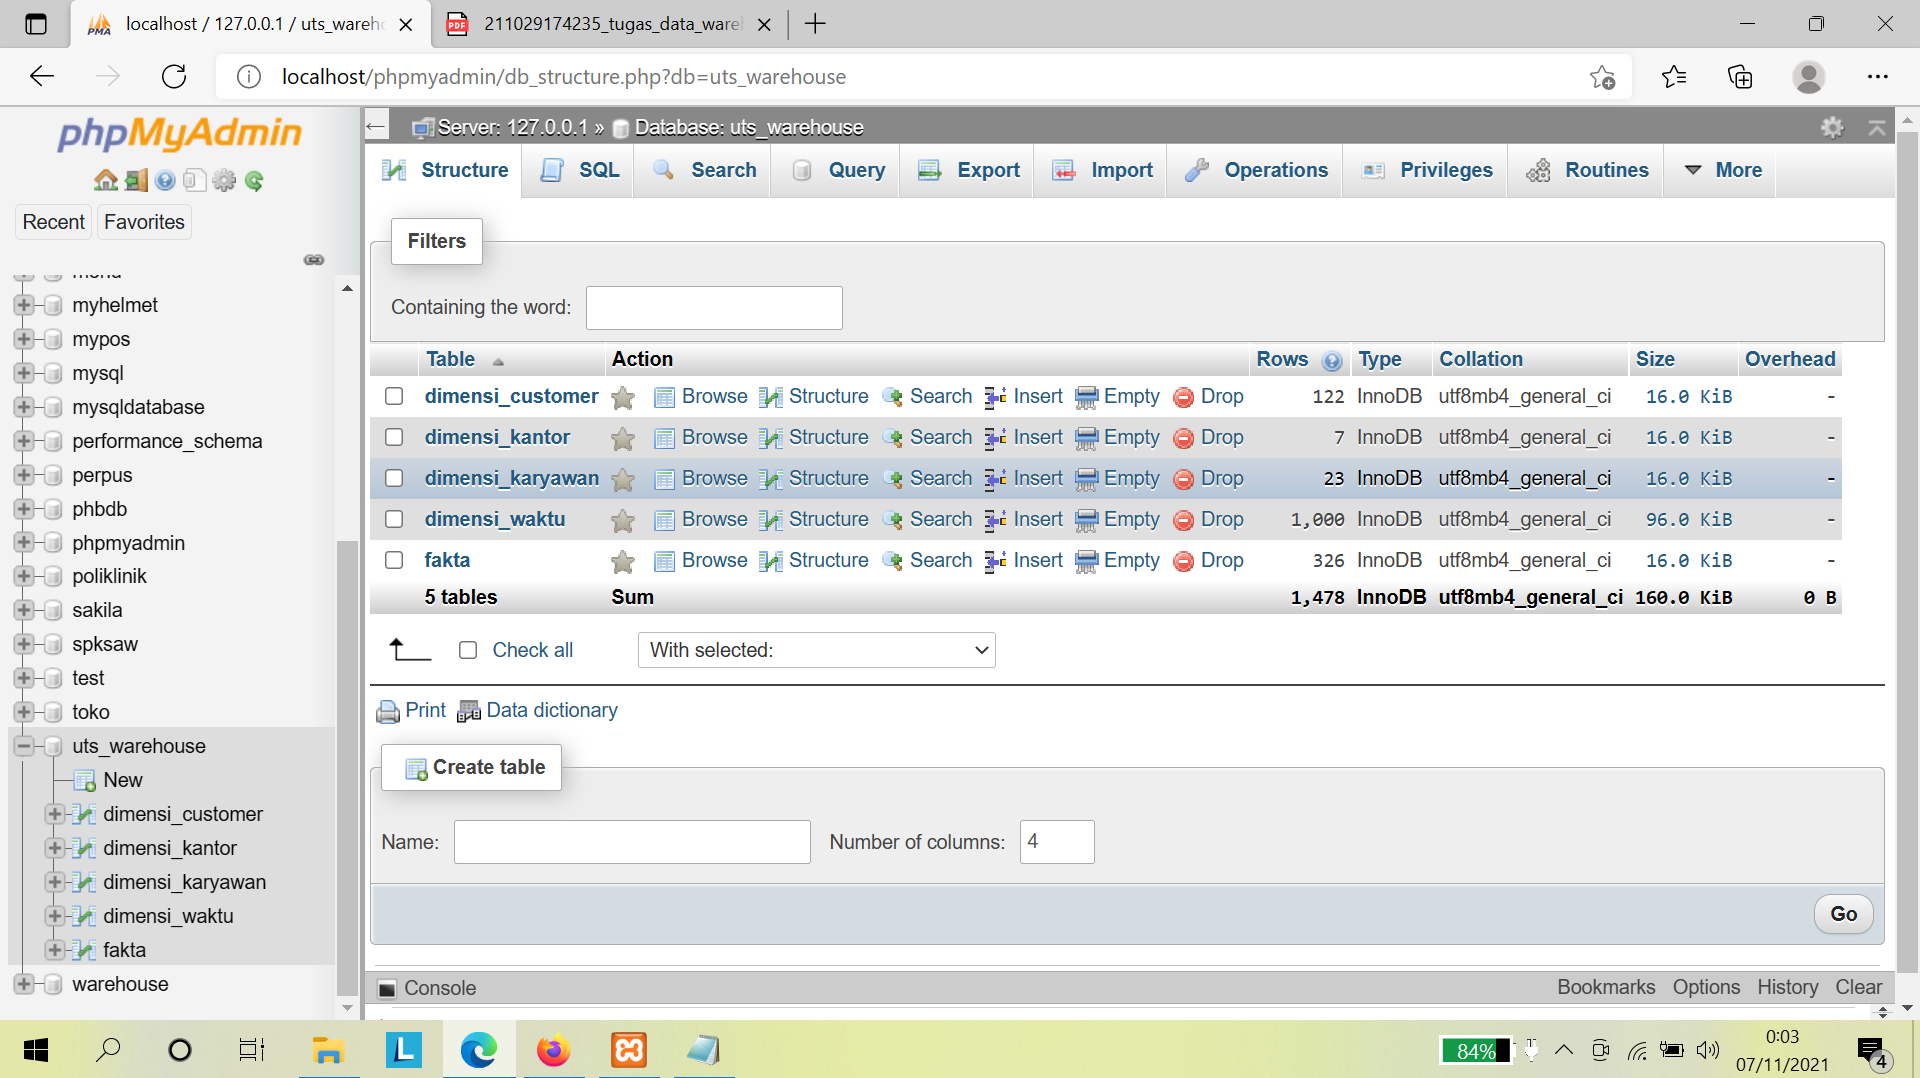 localhost / 127.0.0.1 / uts_wareho
211029174235_tugas_data_ware
localhost/phpmyadmin/db_structure.php?db=uts_warehouse
phpMyAdmin
Recent
Favorites
menu
myhelmet
mypos
mysql
mysqldatabase
performance_schema
perpus
phbdb
phpmyadmin
poliklinik
sakila
spksaw
test
toko
uts_warehouse
New
dimensi_customer
dimensi_kantor
dimensi_karyawan
dimensi_waktu
fakta
warehouse
Server: 127.0.0.1 » Database: uts_warehouse
Structure SQL Search Query Export Import Operations Privileges Routines More
Filters
Containing the word:
Table Action Rows Type Collation Size Overhead
dimensi_customer Browse Structure Search Insert Empty Drop 122 InnoDB utf8mb4_general_ci 16.0 KiB -
dimensi_kantor Browse Structure Search Insert Empty Drop 7 InnoDB utf8mb4_general_ci 16.0 KiB -
dimensi_karyawan Browse Structure Search Insert Empty Drop 23 InnoDB utf8mb4_general_ci 16.0 KiB -
dimensi_waktu Browse Structure Search Insert Empty Drop 1,000 InnoDB utf8mb4_general_ci 96.0 KiB -
fakta Browse Structure Search Insert Empty Drop 326 InnoDB utf8mb4_general_ci 16.0 KiB -
5 tables Sum 1,478 InnoDB utf8mb4_general_ci 160.0 KiB 0 B
Check all With selected:
Print Data dictionary
Create table
Name: Number of columns: 4
Go
Console Bookmarks Options History Clear
84%
0:03
07/11/2021
4